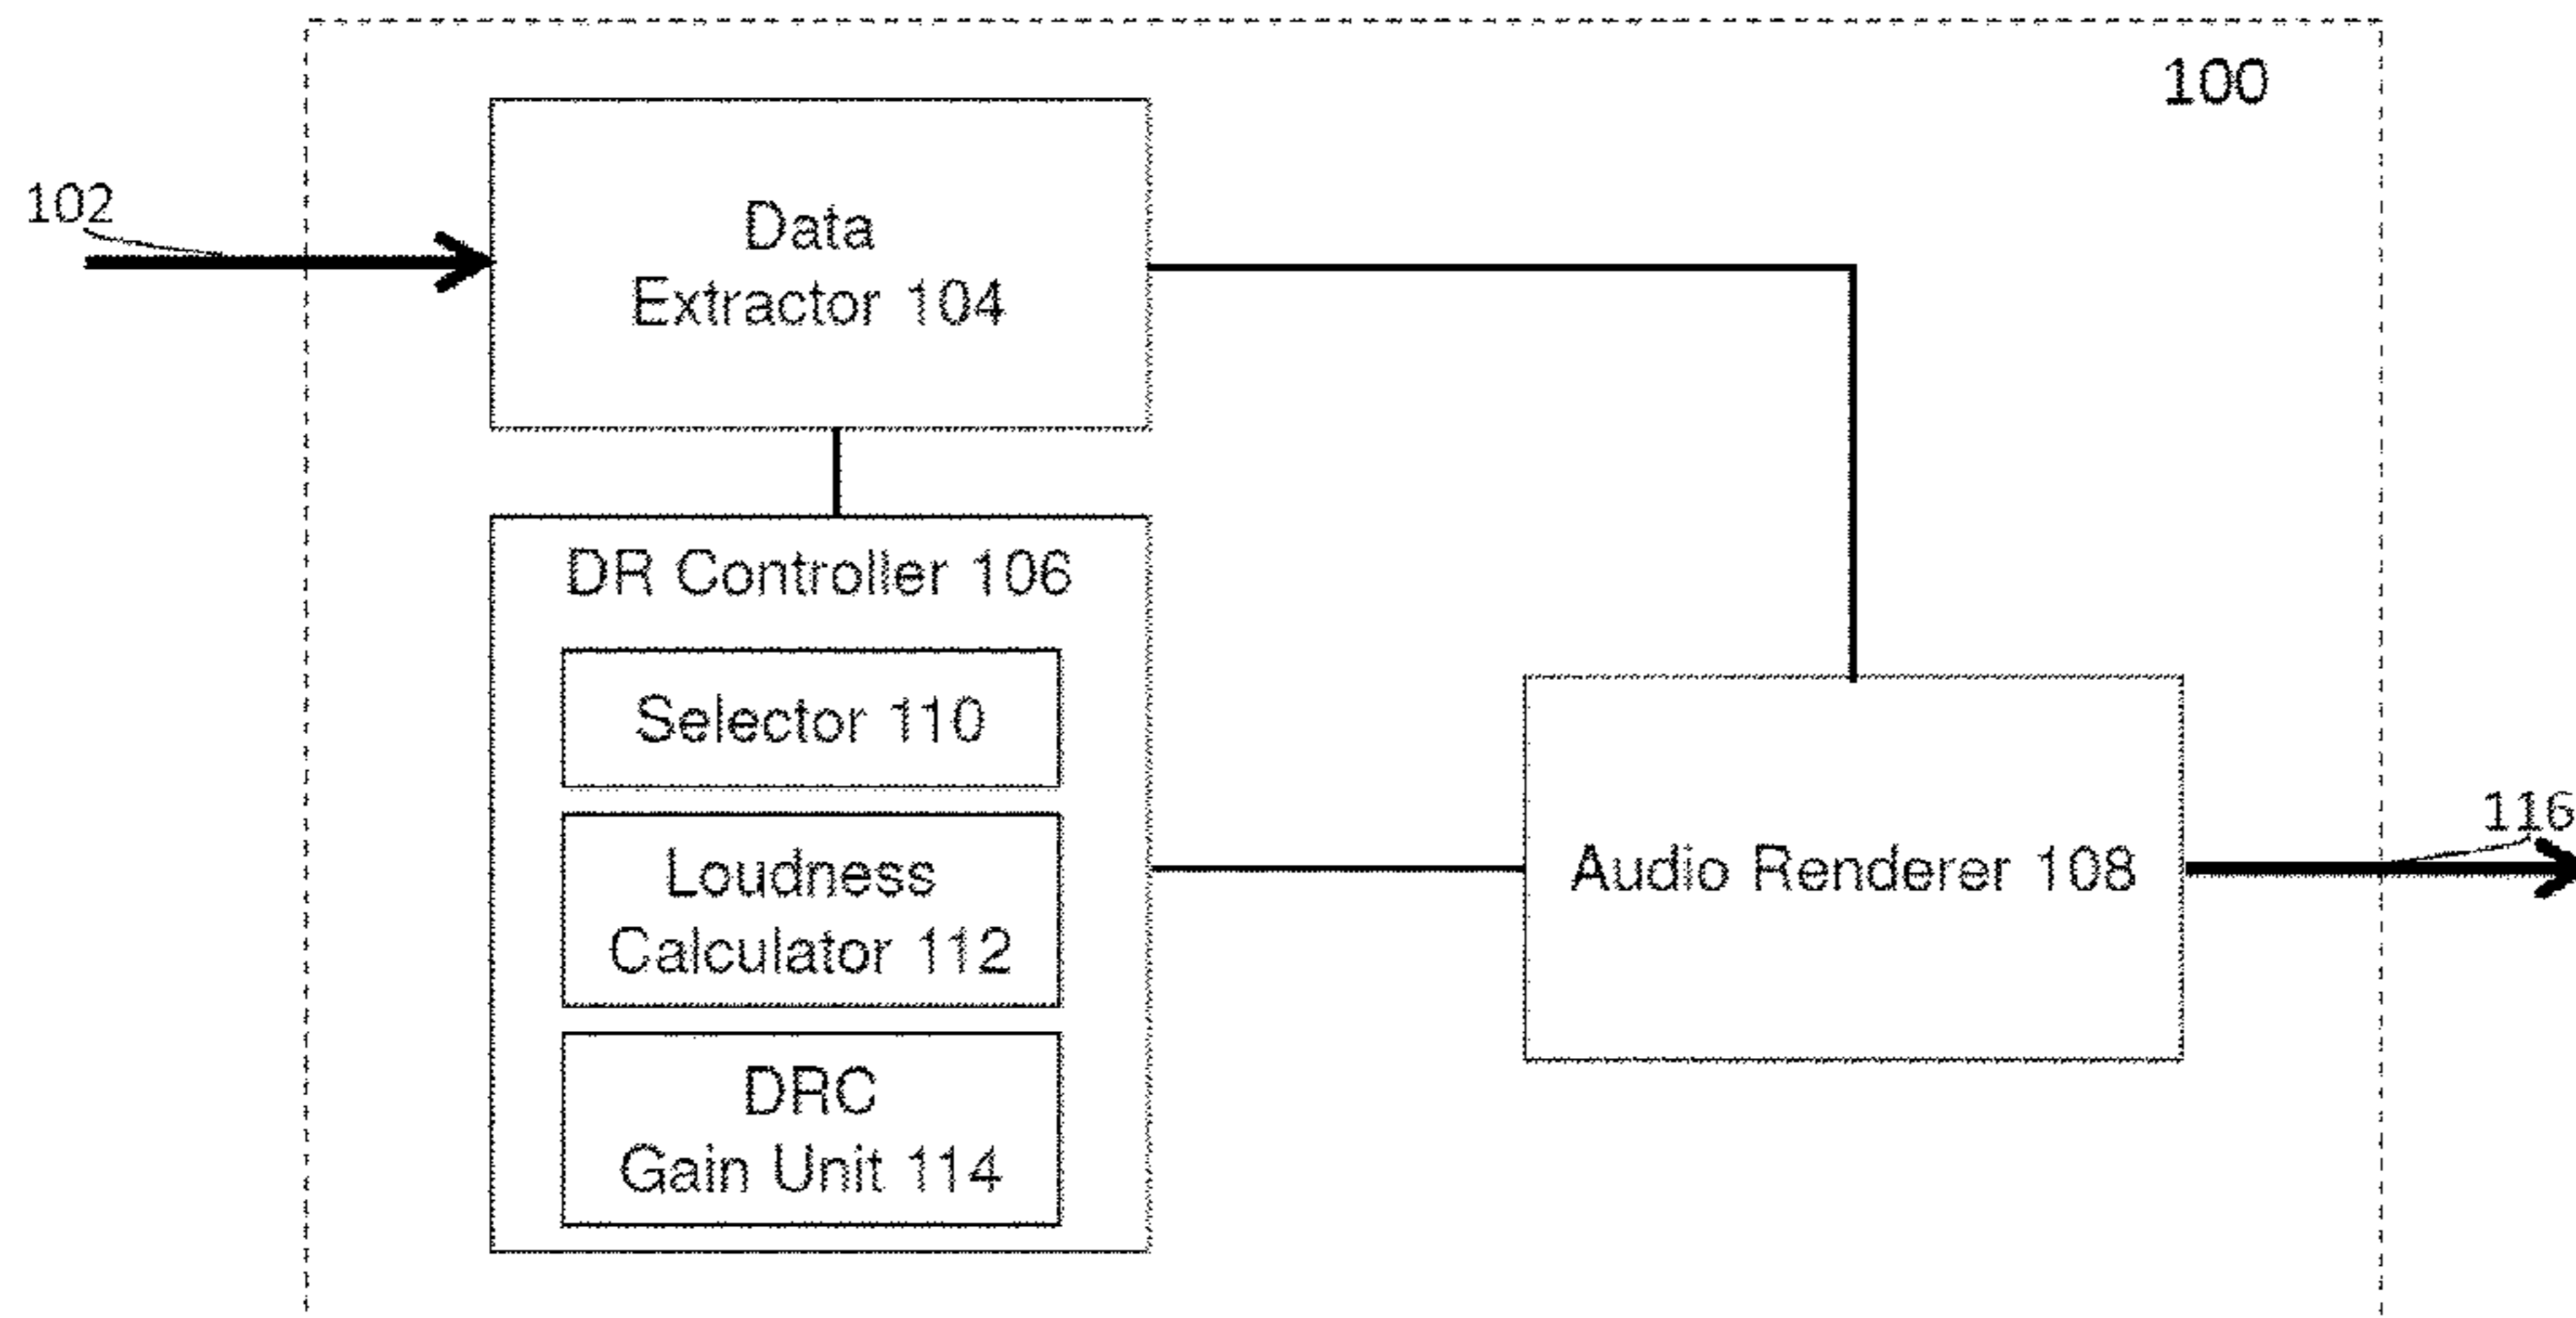 100
102
Data
Extractor 104
DR Controller 106
Selector 110
Loudness
Calculator 112
DRC
Gain Unit 114
Audio Renderer 108
116